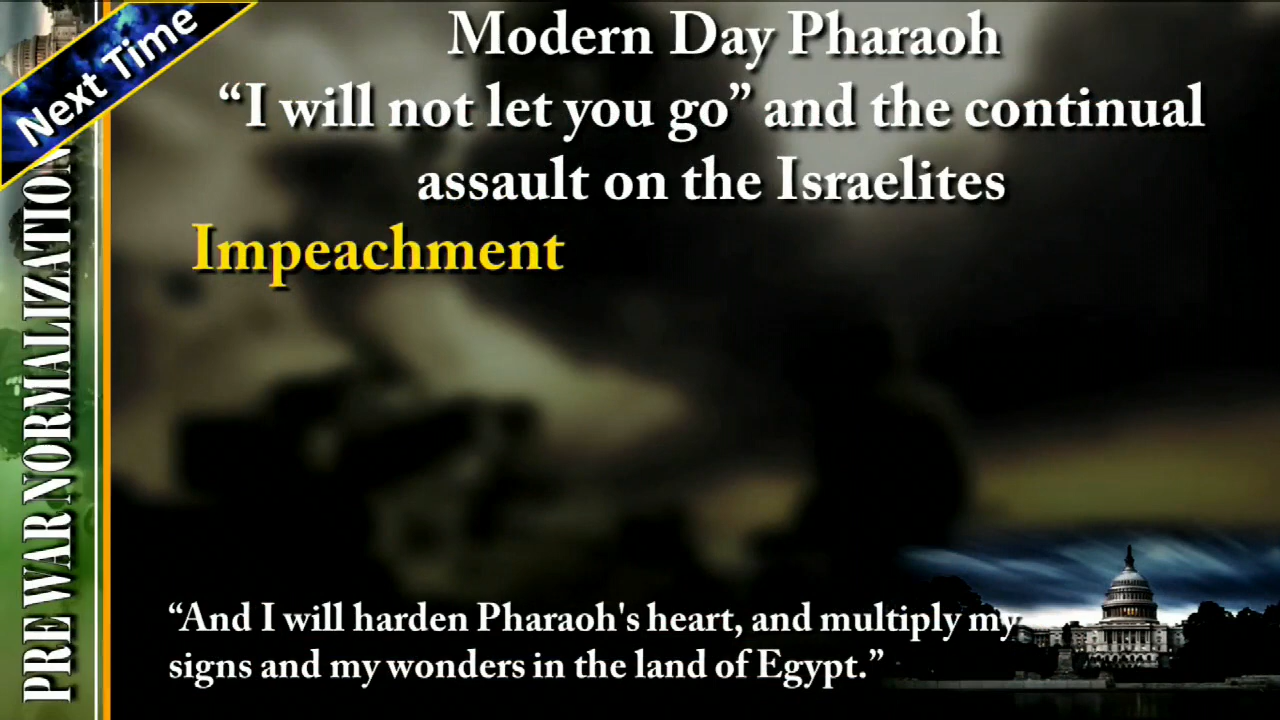 Next Time
Modern Day Pharaoh
“I will not let you go” and the continual
assault on the Israelites
Impeachment
“And I will harden Pharaoh's heart, and multiply my
signs and my wonders in the land of Egypt.”
PRE WAR NORMALIZATION